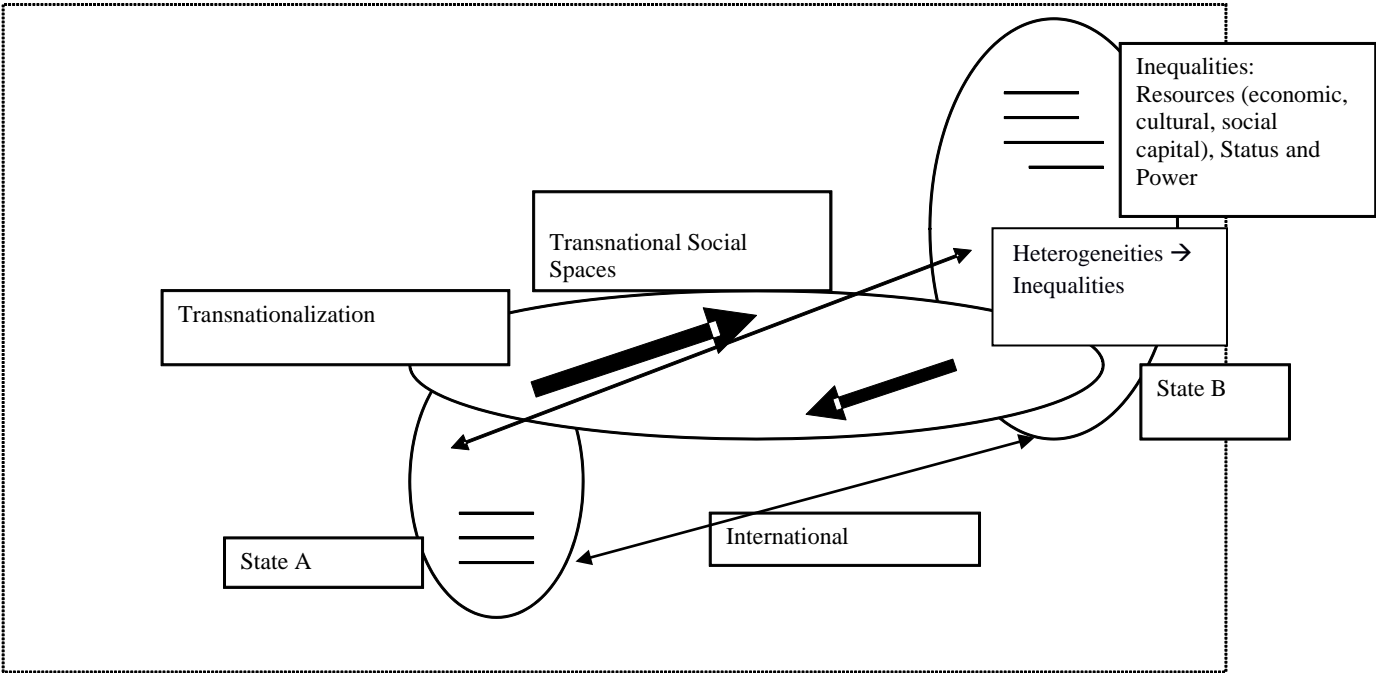 Inequalities:
Resources (economic,
cultural, social
capital), Status and
Power
Transnational Social
Spaces
Heterogeneities →
Inequalities
Transnationalization
State B
International
State A